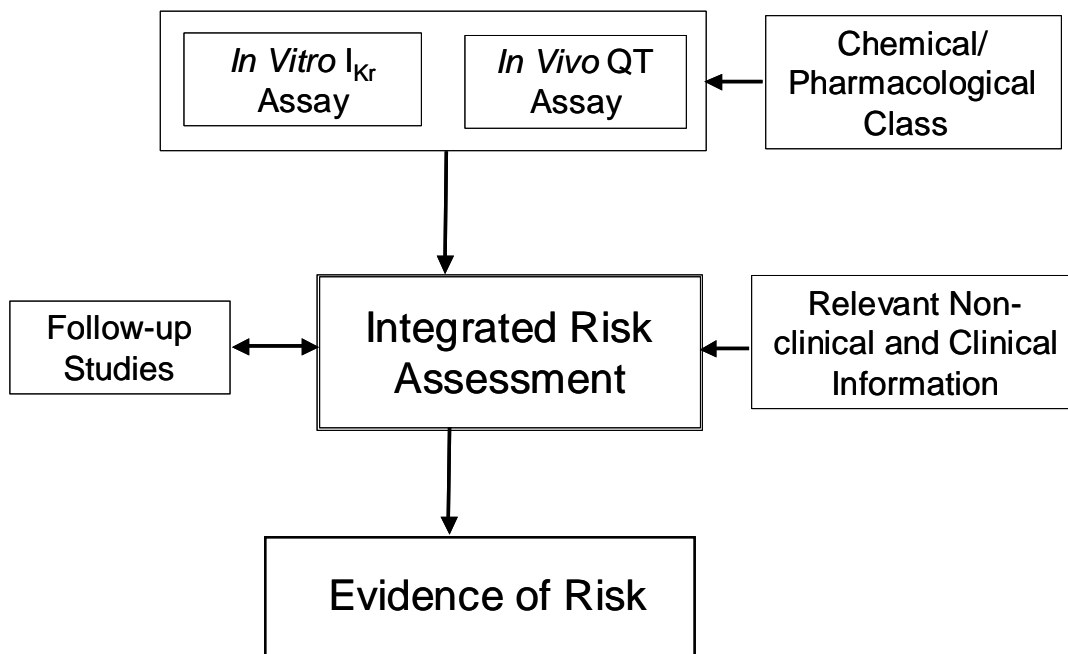 In Vitro IKr
Assay
In Vivo QT
Assay
Chemical/
Pharmacological
Class
Follow-up
Studies
Integrated Risk
Assessment
Relevant Non-
clinical and Clinical
Information
Evidence of Risk